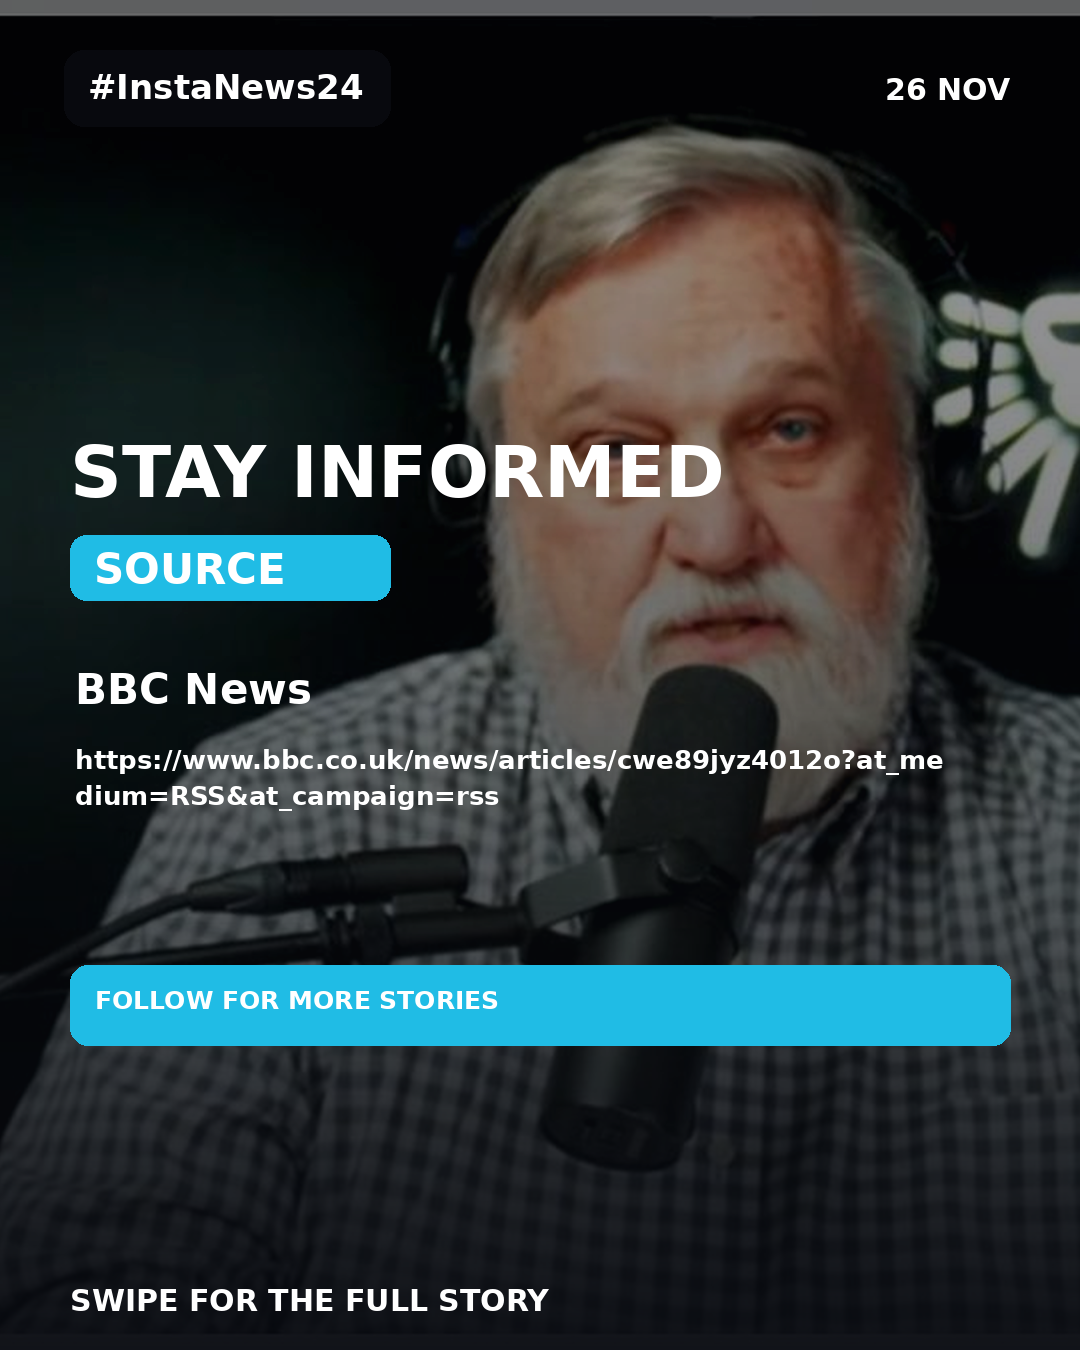 #InstaNews24
26 NOV
STAY INFORMED
SOURCE
BBC News
https://www.bbc.co.uk/news/articles/cwe89jyz4012o?at_me
dium=RSS&at_campaign=rss
FOLLOW FOR MORE STORIES
SWIPE FOR THE FULL STORY